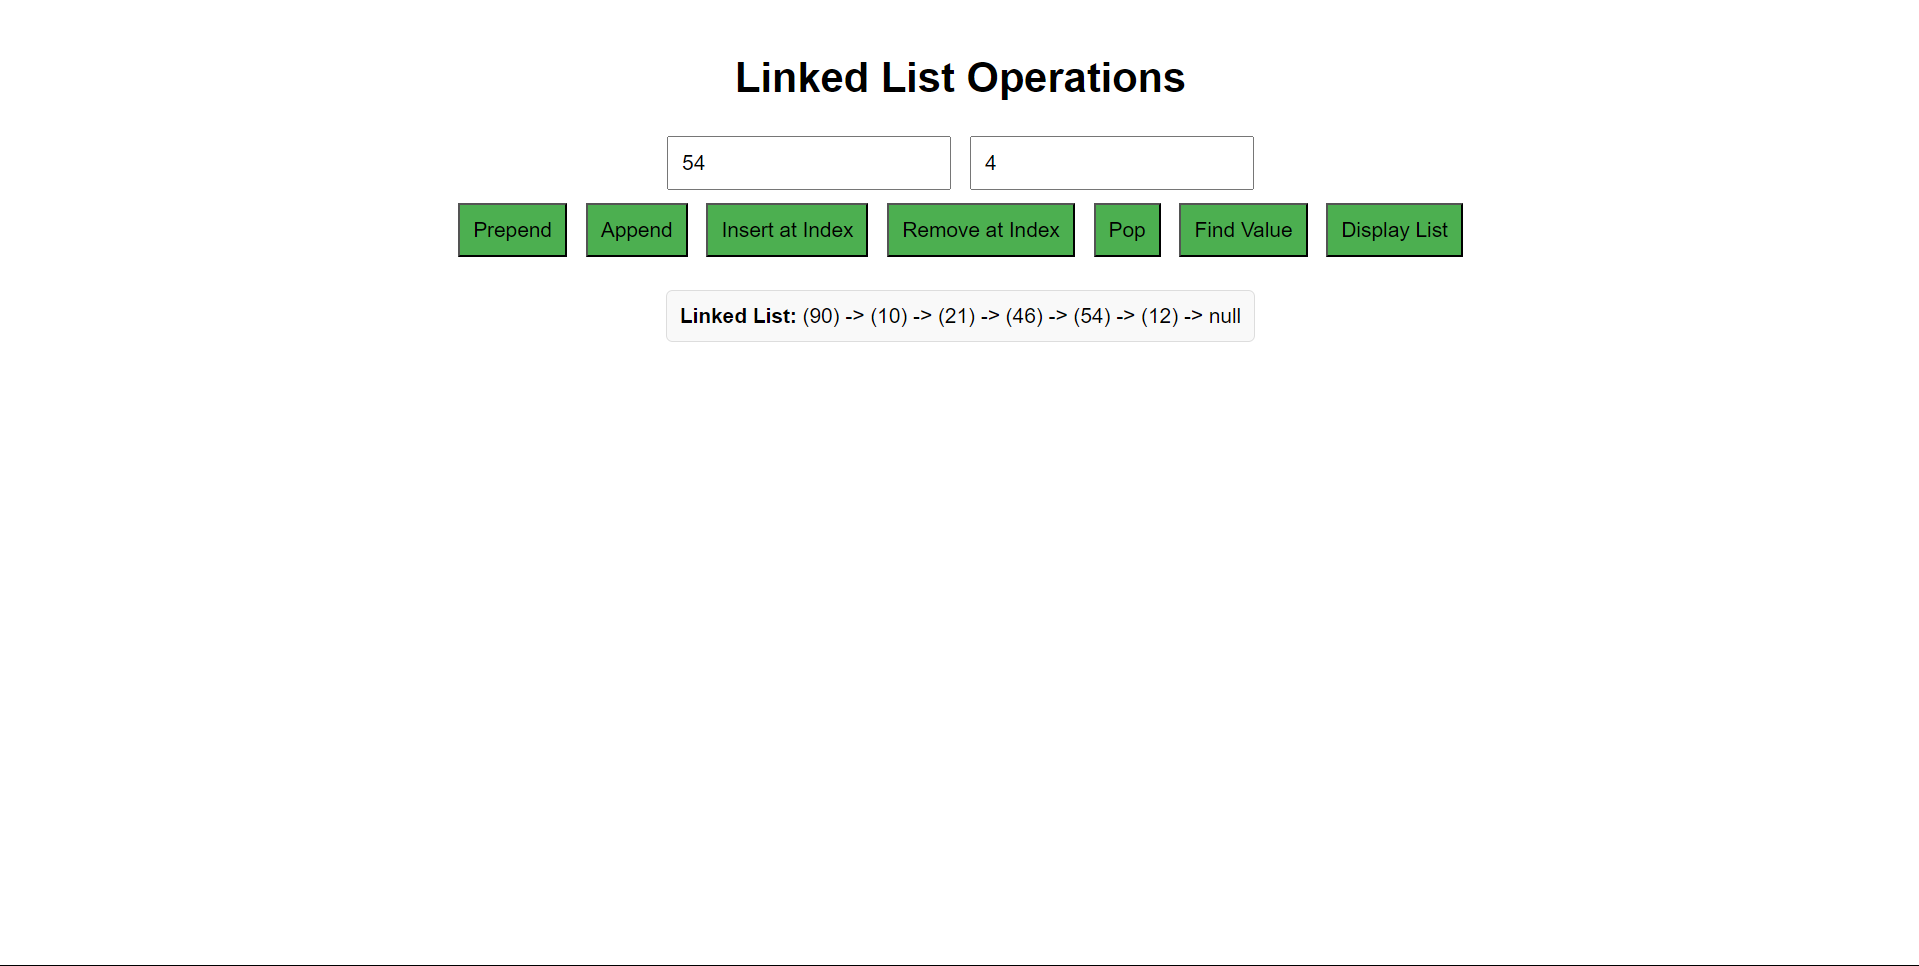 Linked List Operations
54 4
Prepend Append Insert at Index Remove at Index Pop Find Value Display List
Linked List: (90) -> (10) -> (21) -> (46) -> (54) -> (12) -> null